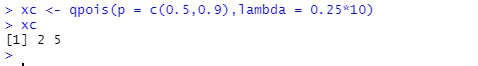 > xc <- qpois(p = c(0.5,0.9),lambda = 0.25*10)
> xc
[1] 2 5
>